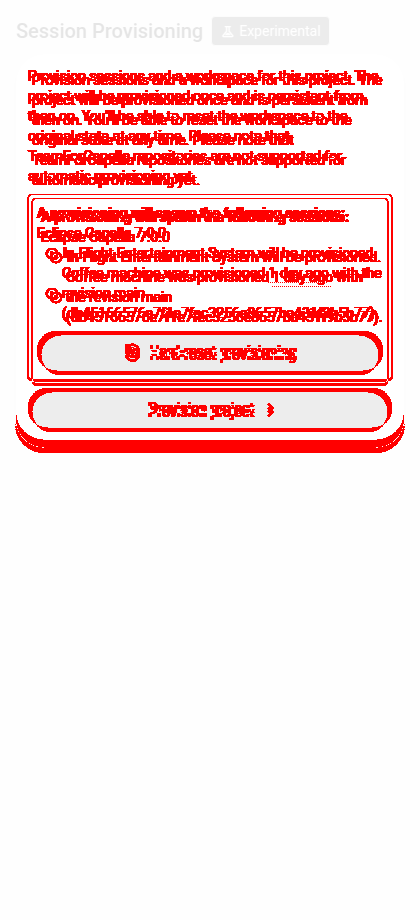 Session Provisioning Experimental
Provision sessions and a workspace for this project. The
project will be provisioned once and is persistent from
then on. You'll be able to reset the workspace to the
original state at any time. Please note that
TeamForCapella repositories are not supported for
automatic provisioning yet.
A provisioning will spawn the following sessions:
Eclipse Capella 7.0.0
In-Flight Entertainment System will be provisioned.
Coffee machine was provisioned 1 day ago with
the revision main
provisioning
Provision project